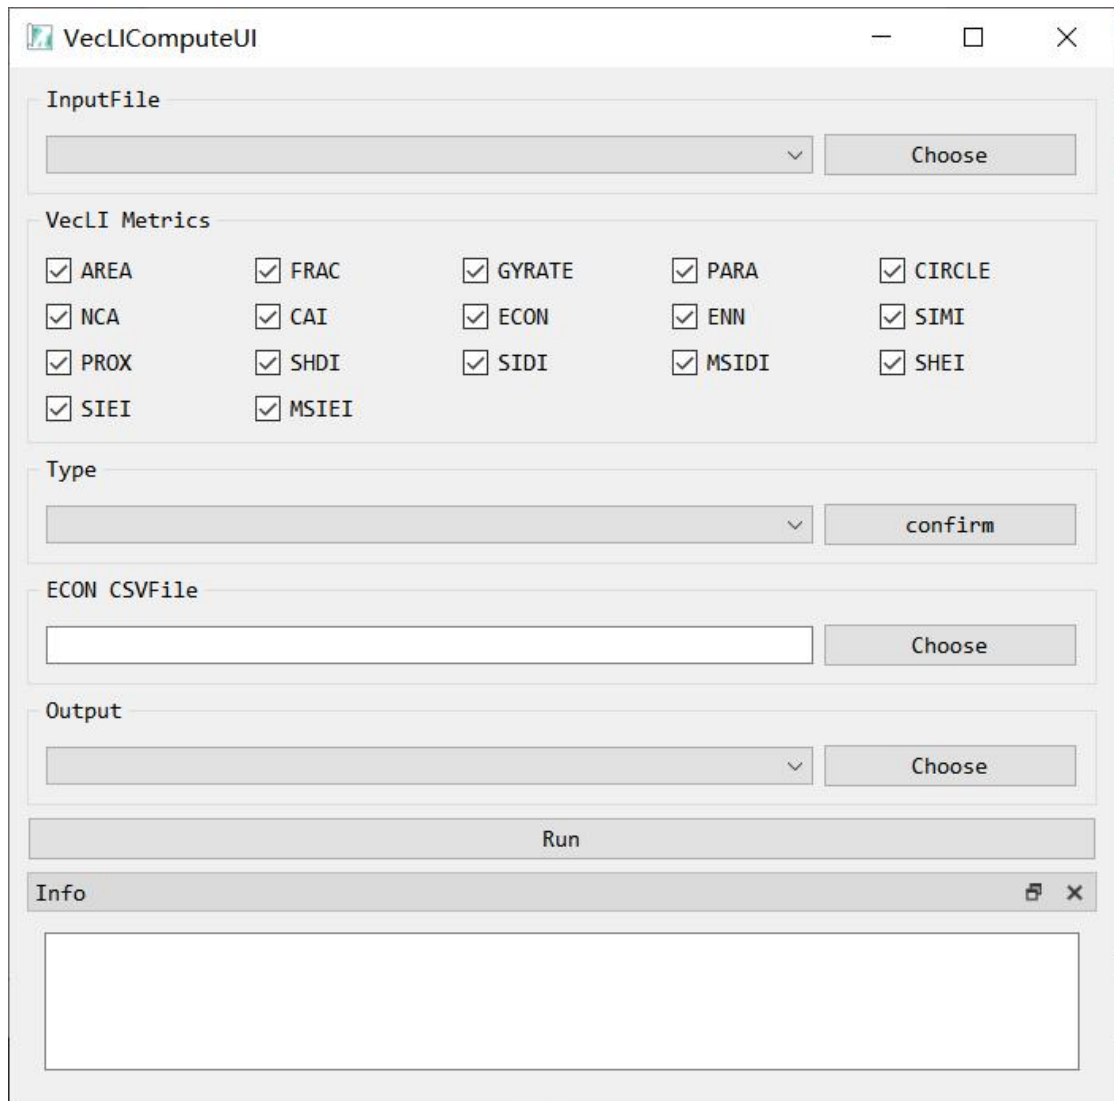 VecLIComputeUI
InputFile
Choose
VecLI Metrics
AREA FRAC GYRATE PARA CIRCLE
NCA CAI ECON ENN SIMI
PROX SHDI SIDI MSIDI SHEI
SIEI MSIEI
Type
confirm
ECON CSVFile
Choose
Output
Choose
Run
Info